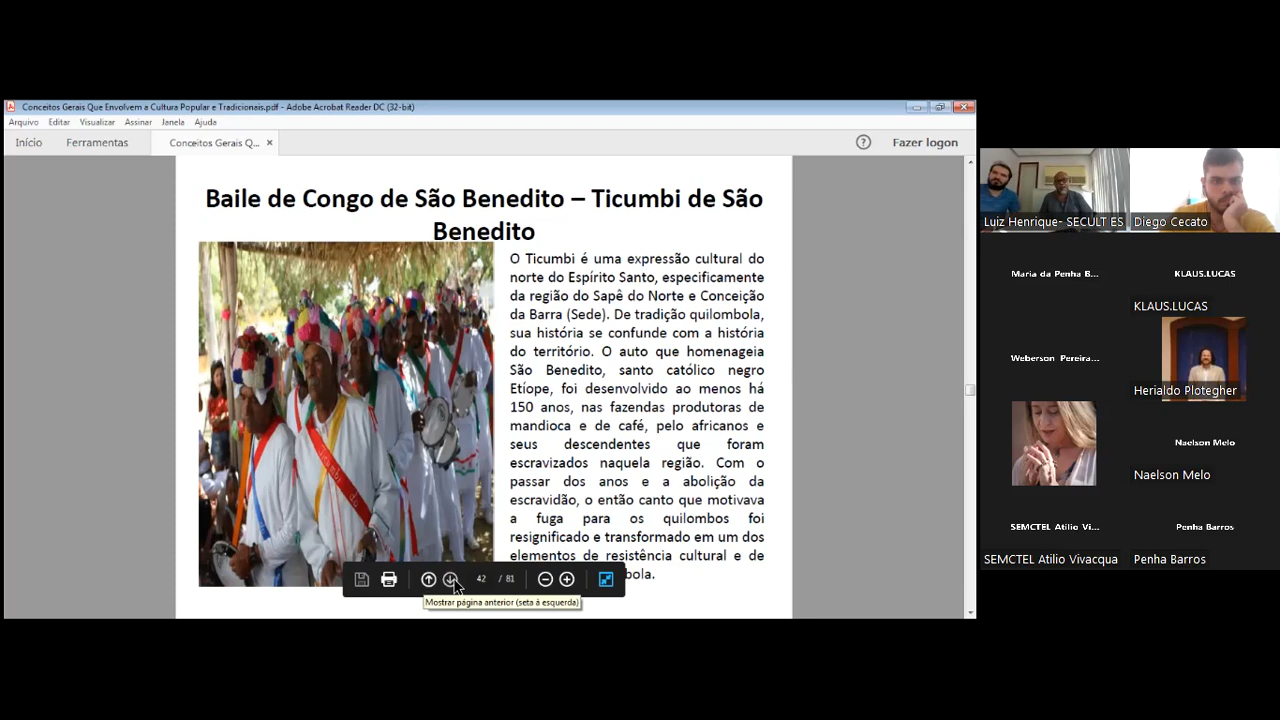 Conceitos Gerais Que Envolvem a Cultura Popular e Tradicionais.pdf - Adobe Acrobat Reader DC (32-bit)
Arquivo Editar Visualizar Assinar Janela Ajuda
Início Ferramentas Conceitos Gerais Q... × ? Fazer logon
Baile de Congo de São Benedito – Ticumbi de São
Benedito
O Ticumbi é uma expressão cultural do
norte do Espírito Santo, especificamente
da região do Sapê do Norte e Conceição
da Barra (Sede). De tradição quilombola,
sua história se confunde com a história
do território. O auto que homenageia
São Benedito, santo católico negro
Etíope, foi desenvolvido ao menos há
150 anos, nas fazendas produtoras de
mandioca e de café, pelo africanos e
seus descendentes que foram
escravizados naquela região. Com o
passar dos anos e a abolição da
escravidão, o então canto que motivava
a fuga para os quilombos foi
resignificado e transformado em um dos
elementos de resistência cultural e de
bola.
42 / 81
Mostrar página anterior (seta à esquerda)
Luiz Henrique- SECULT ES
Diego Cecato
Maria da Penha B...
KLAUS.LUCAS
KLAUS.LUCAS
Weberson Pereira...
Herialdo Plotegher
Naelson Melo
Naelson Melo
SEMCTEL Atilio Vi...
Penha Barros
SEMCTEL Atilio Vivacqua
Penha Barros